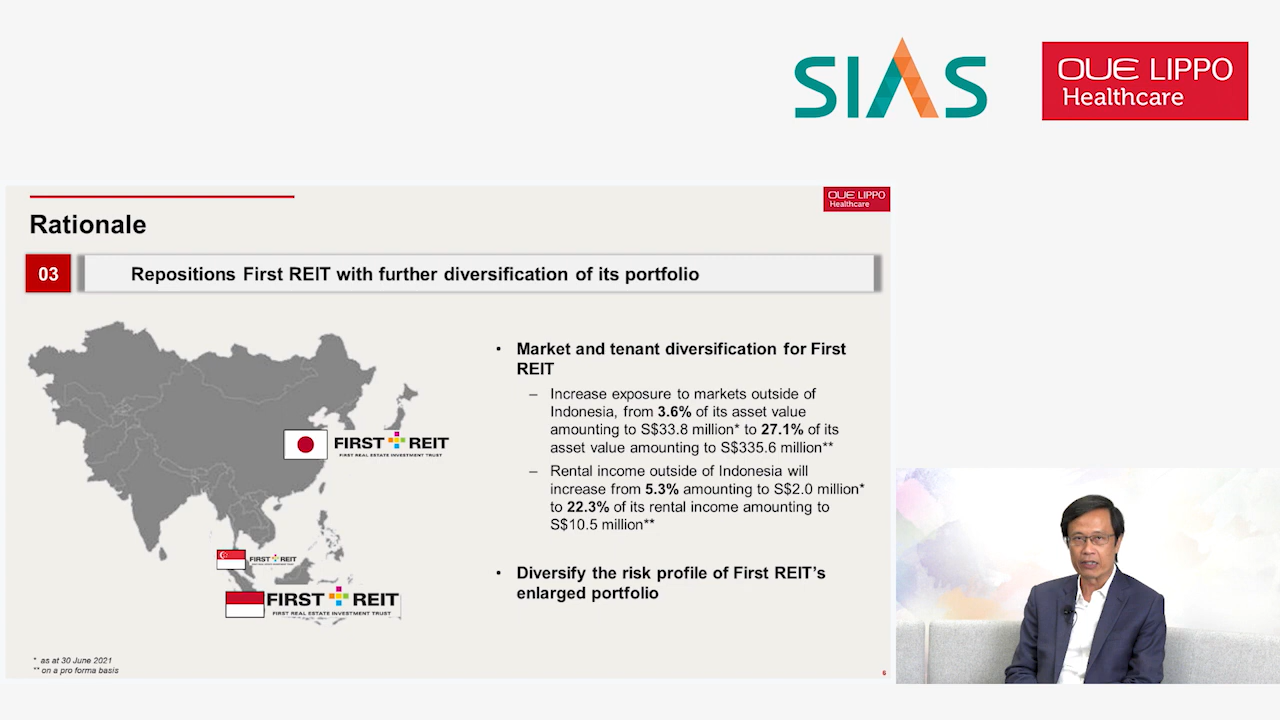 SIAS
OUE LIPPO
Healthcare
OUE LIPPO
Healthcare
Rationale
03
Repositions First REIT with further diversification of its portfolio
• Market and tenant diversification for First
REIT
– Increase exposure to markets outside of
Indonesia, from 3.6% of its asset value
amounting to S$33.8 million* to 27.1% of its
asset value amounting to S$335.6 million**
– Rental income outside of Indonesia will
increase from 5.3% amounting to S$2.0 million*
to 22.3% of its rental income amounting to
S$10.5 million**
• Diversify the risk profile of First REIT’s
enlarged portfolio
FIRST REIT
FIRST REAL ESTATE INVESTMENT TRUST
FIRST REIT
FIRST REIT
FIRST REAL ESTATE INVESTMENT TRUST
* as at 30 June 2021
** on a pro forma basis
6